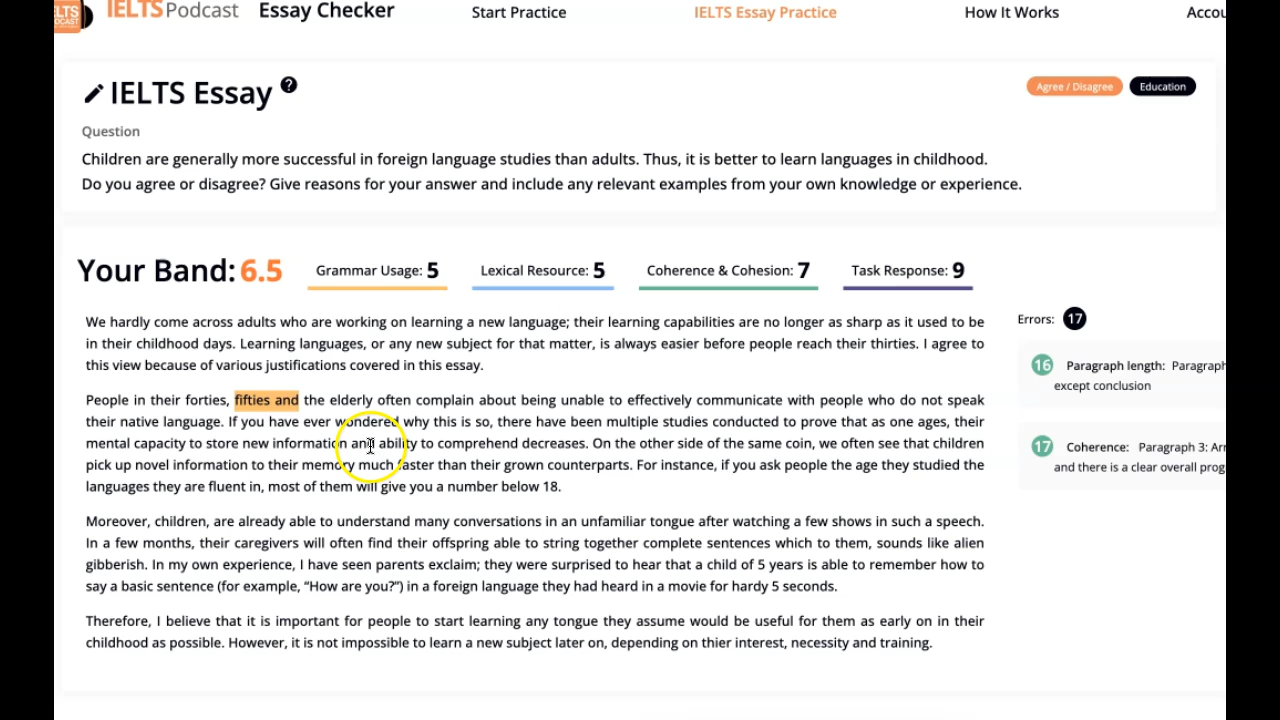 IELTS Podcast Essay Checker Start Practice IELTS Essay Practice How It Works Accou
IELTS Essay ?
Agree / Disagree Education
Question
Children are generally more successful in foreign language studies than adults. Thus, it is better to learn languages in childhood.
Do you agree or disagree? Give reasons for your answer and include any relevant examples from your own knowledge or experience.
Your Band: 6.5 Grammar Usage: 5 Lexical Resource: 5 Coherence & Cohesion: 7 Task Response: 9
We hardly come across adults who are working on learning a new language; their learning capabilities are no longer as sharp as it used to be
in their childhood days. Learning languages, or any new subject for that matter, is always easier before people reach their thirties. I agree to
this view because of various justifications covered in this essay.
People in their forties, fifties and the elderly often complain about being unable to effectively communicate with people who do not speak
their native language. If you have ever wondered why this is so, there have been multiple studies conducted to prove that as one ages, their
mental capacity to store new information and ability to comprehend decreases. On the other side of the same coin, we often see that children
pick up novel information to their memory much faster than their grown counterparts. For instance, if you ask people the age they studied the
languages they are fluent in, most of them will give you a number below 18.
Moreover, children, are already able to understand many conversations in an unfamiliar tongue after watching a few shows in such a speech.
In a few months, their caregivers will often find their offspring able to string together complete sentences which to them, sounds like alien
gibberish. In my own experience, I have seen parents exclaim; they were surprised to hear that a child of 5 years is able to remember how to
say a basic sentence (for example, “How are you?”) in a foreign language they had heard in a movie for hardy 5 seconds.
Therefore, I believe that it is important for people to start learning any tongue they assume would be useful for them as early on in their
childhood as possible. However, it is not impossible to learn a new subject later on, depending on thier interest, necessity and training.
Errors: 17
16 Paragraph length: Paragraph
except conclusion
17 Coherence: Paragraph 3: Arr
and there is a clear overall prog